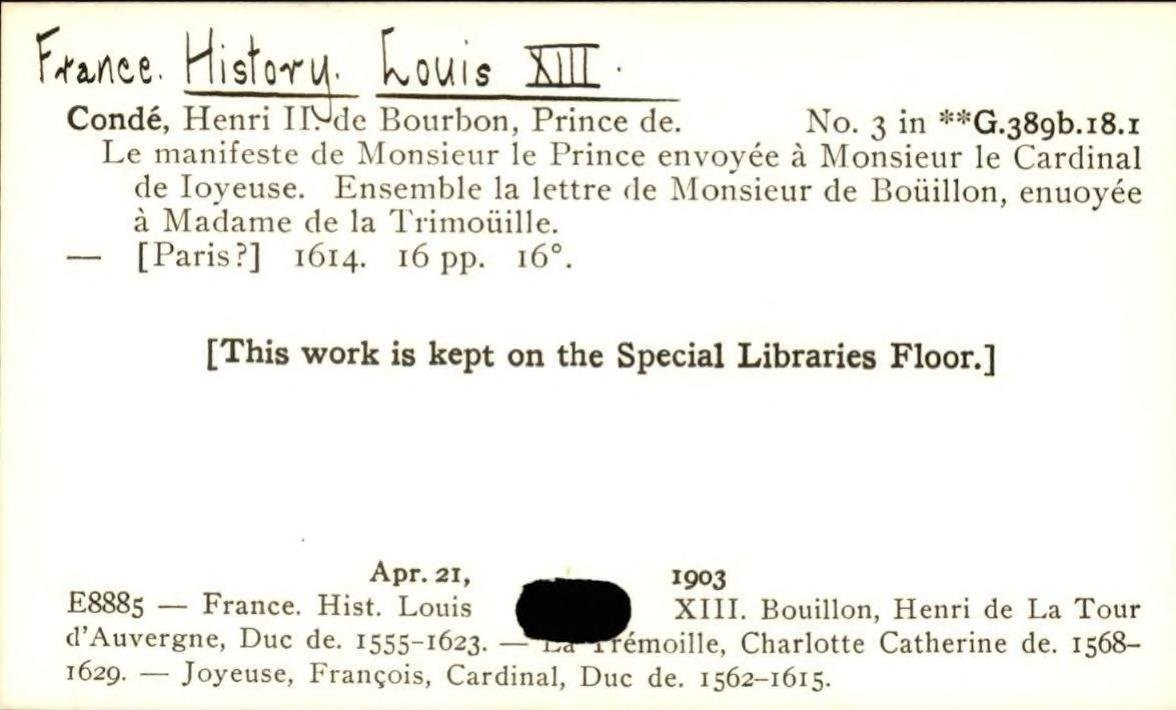 France. History. Louis XIII.
Condé, Henri II. de Bourbon, Prince de. No. 3 in **G.389b.18.1
Le manifeste de Monsieur le Prince envoyée à Monsieur le Cardinal
de Ioyeuse. Ensemble la lettre de Monsieur de Boüillon, enuoyée
à Madame de la Trimoüille.
— [Paris?] 1614. 16 pp. 16°.
[This work is kept on the Special Libraries Floor.]
Apr. 21, 1903
E8885 — France. Hist. Louis XIII. Bouillon, Henri de La Tour
d'Auvergne, Duc de. 1555–1623. — La Trémoille, Charlotte Catherine de. 1568–
1629. — Joyeuse, François, Cardinal, Duc de. 1562–1615.